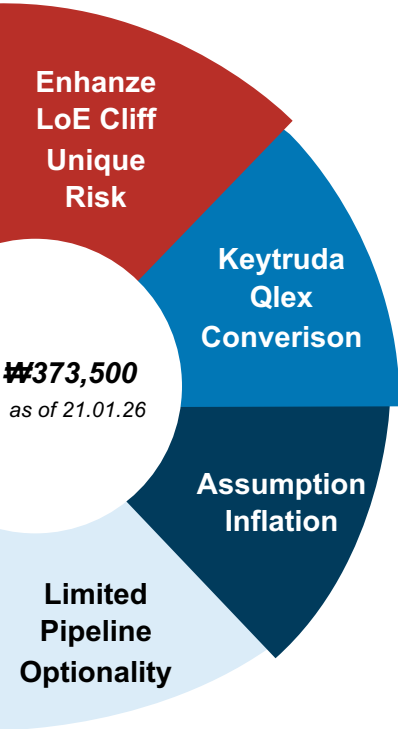 Enhanze
LoE Cliff
Unique
Risk
Keytruda
Qlex
Converison
₩373,500
as of 21.01.26
Assumption
Inflation
Limited
Pipeline
Optionality